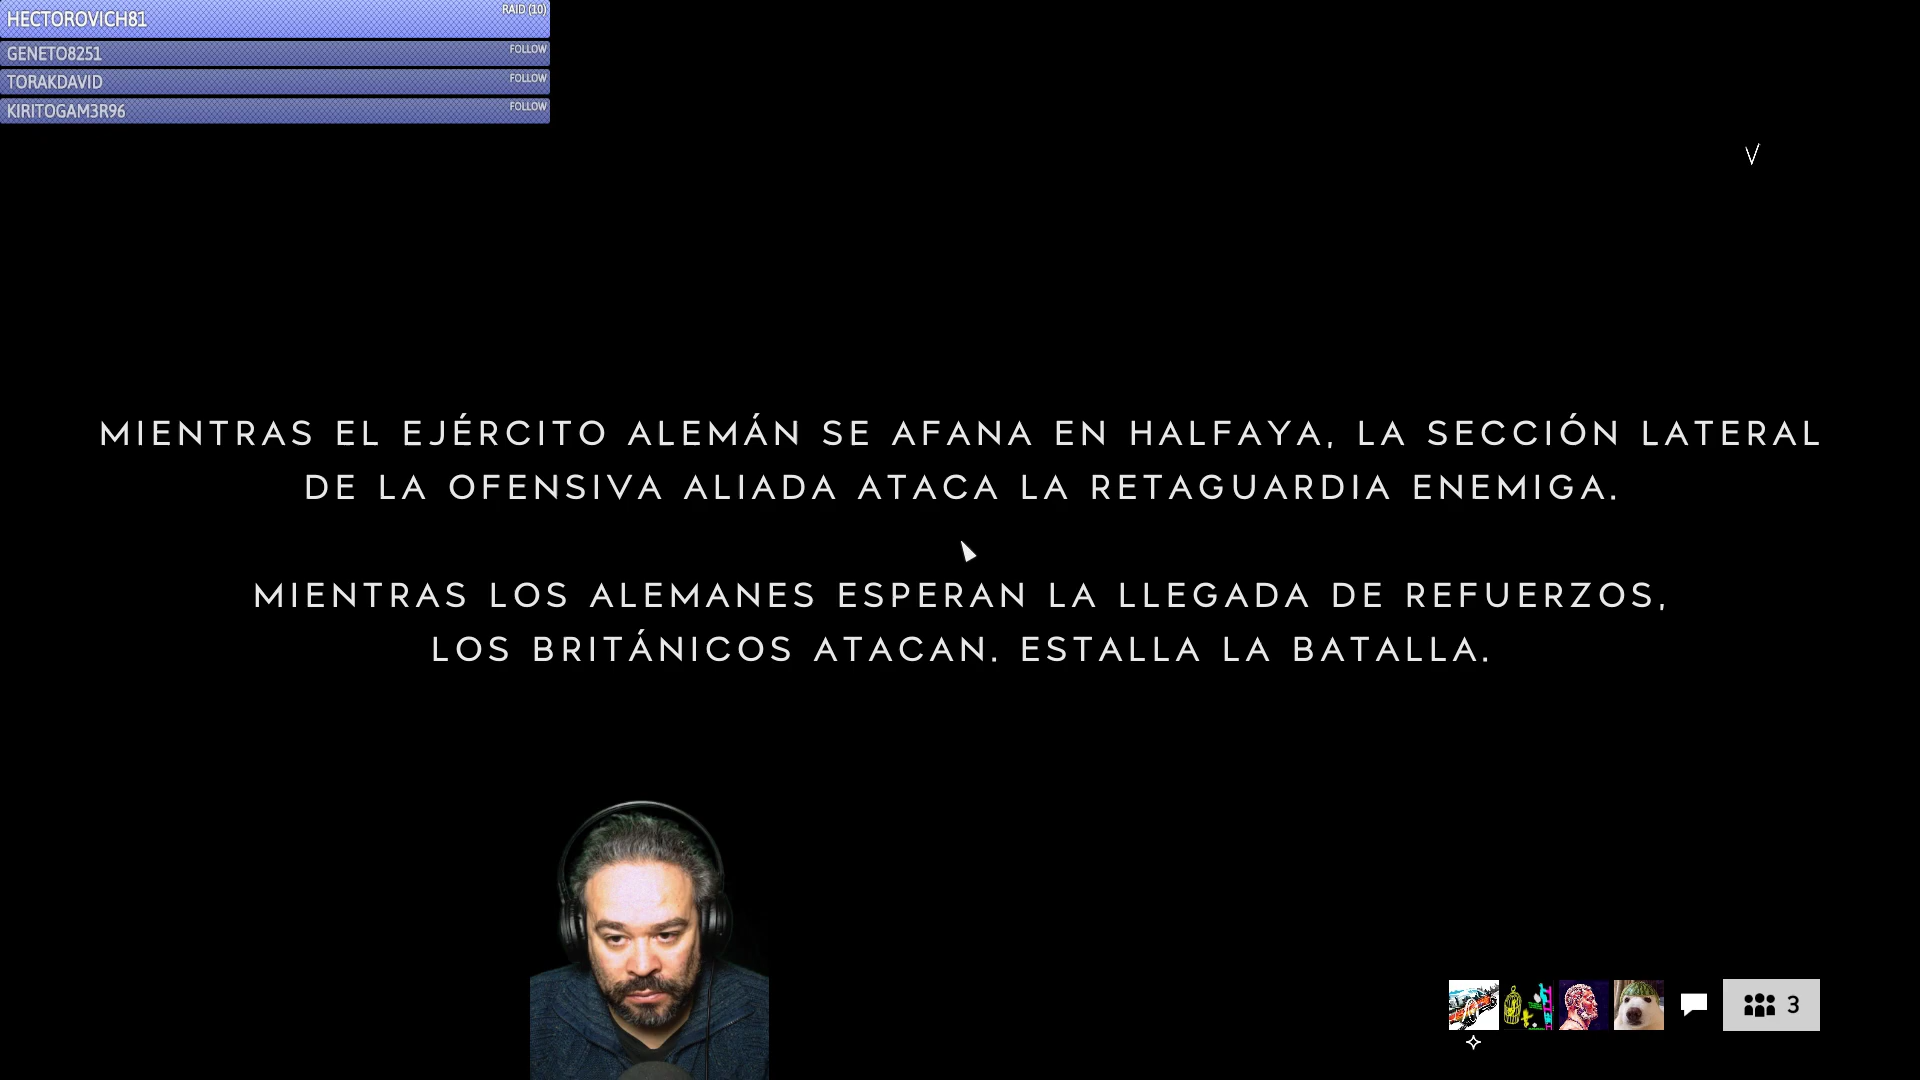 HECTOROVICH81 RAID (10)
GENETO8251 FOLLOW
TORAKDAVID FOLLOW
KIRITOGAM3R96 FOLLOW
MIENTRAS EL EJÉRCITO ALEMÁN SE AFANA EN HALFAYA, LA SECCIÓN LATERAL
DE LA OFENSIVA ALIADA ATACA LA RETAGUARDIA ENEMIGA.
MIENTRAS LOS ALEMANES ESPERAN LA LLEGADA DE REFUERZOS,
LOS BRITÁNICOS ATACAN. ESTALLA LA BATALLA.
3